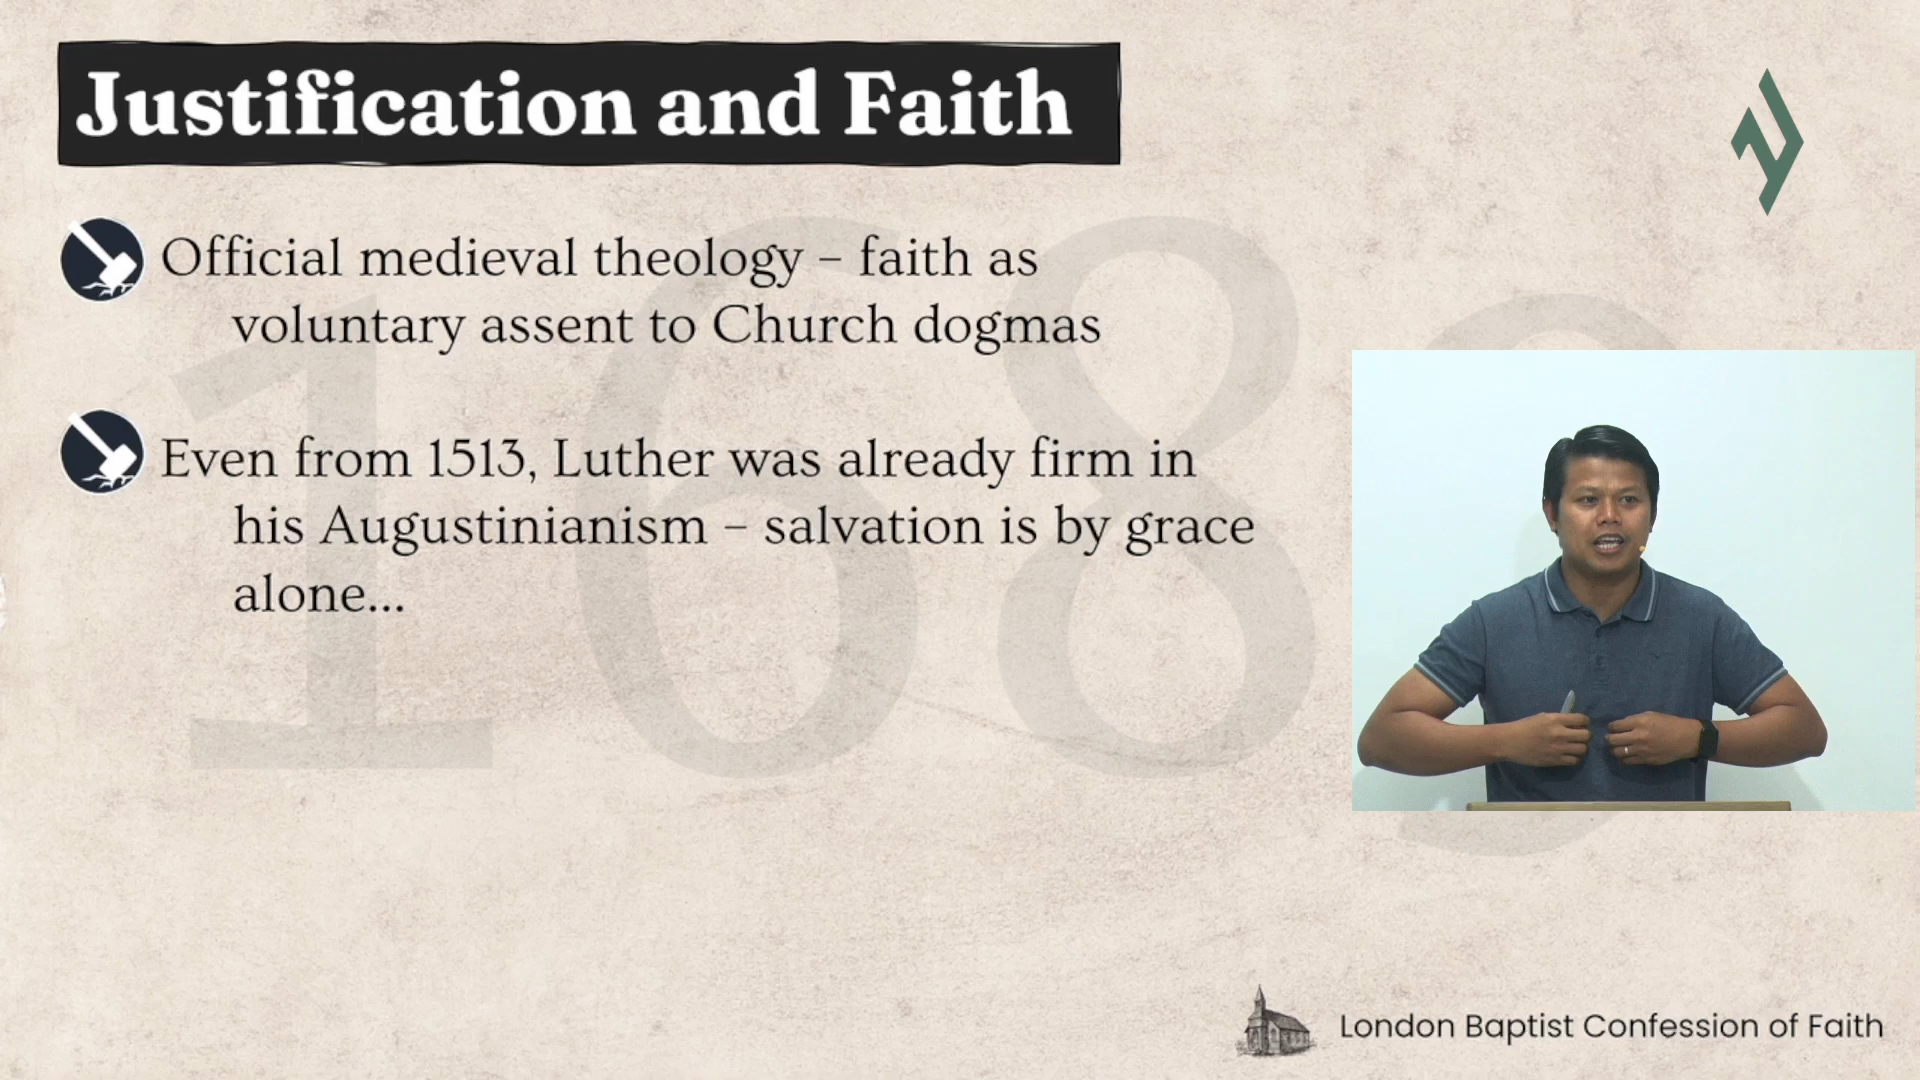 Justification and Faith
Official medieval theology – faith as
voluntary assent to Church dogmas
Even from 1513, Luther was already firm in
his Augustinianism – salvation is by grace
alone...
1689
London Baptist Confession of Faith